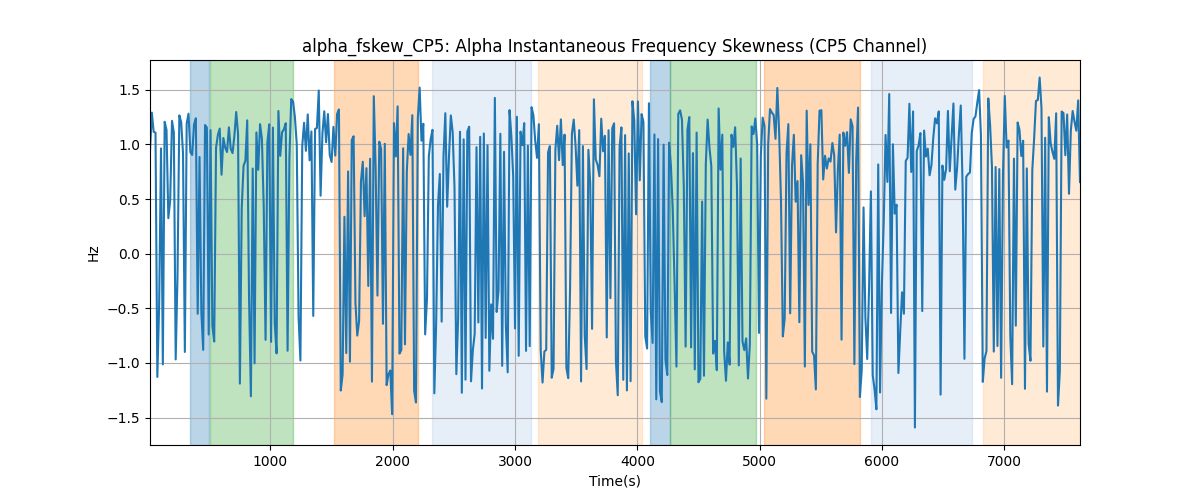 alpha_fskew_CP5: Alpha Instantaneous Frequency Skewness (CP5 Channel)
1.5
1.0
0.5
0.0
−0.5
−1.0
−1.5
Hz
1000 2000 3000 4000 5000 6000 7000
Time(s)